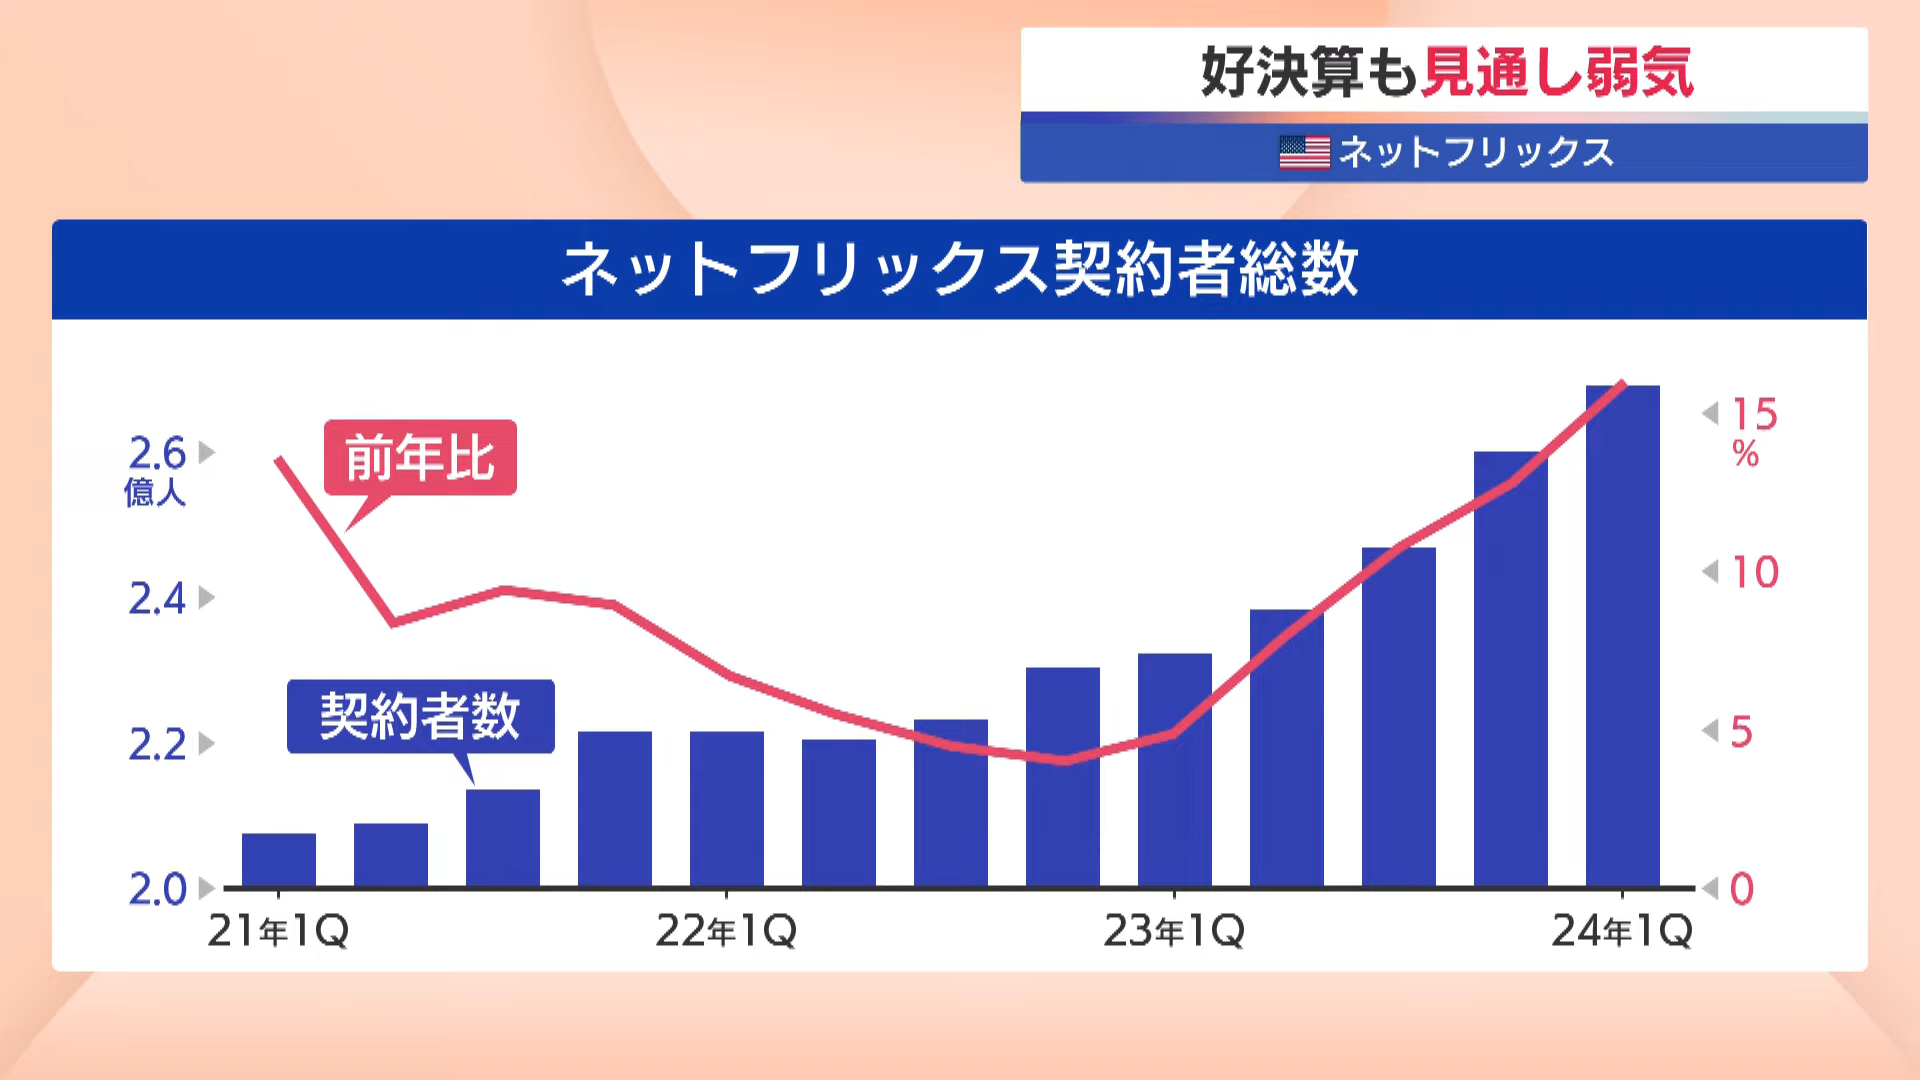 好決算も見通し弱気
ネットフリックス
ネットフリックス契約者総数
前年比
契約者数
2.6
億人
2.4
2.2
2.0
15
%
10
5
0
21年1Q
22年1Q
23年1Q
24年1Q